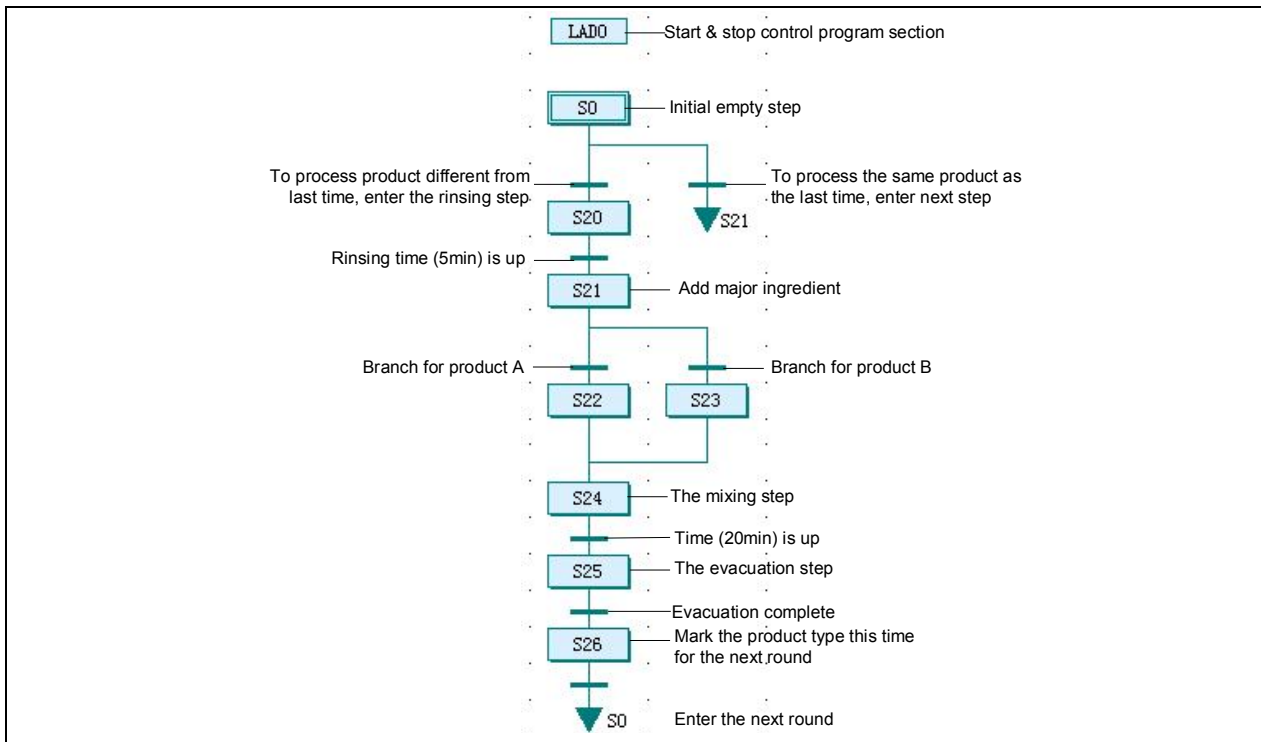 LAD0 Start & stop control program section
S0 Initial empty step
To process product different from
last time, enter the rinsing step
To process the same product as
the last time, enter next step
S20
S21
Rinsing time (5min) is up
S21 Add major ingredient
Branch for product A
Branch for product B
S22
S23
S24 The mixing step
Time (20min) is up
S25 The evacuation step
Evacuation complete
S26 Mark the product type this time
for the next round
S0 Enter the next round